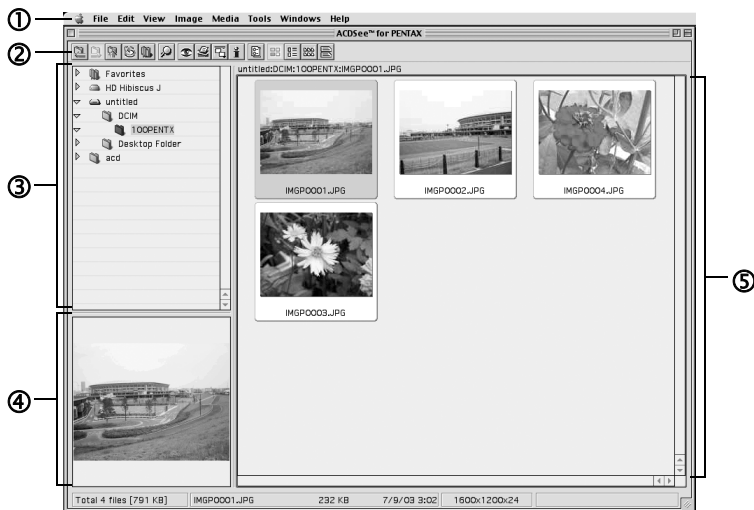 ① File Edit View Image Media Tools Windows Help
ACDSee™ for PENTAX
②
untitled:DCIM:100PENTX:IMGP0001.JPG
③
Favorites
HD Hibiscus J
untitled
DCIM
100PENTX
Desktop Folder
acd
IMGP0001.JPG
IMGP0002.JPG
IMGP0004.JPG
IMGP0003.JPG
⑤
④
Total 4 files [791 KB] IMGP0001.JPG 232 KB 7/9/03 3:02 1600x1200x24